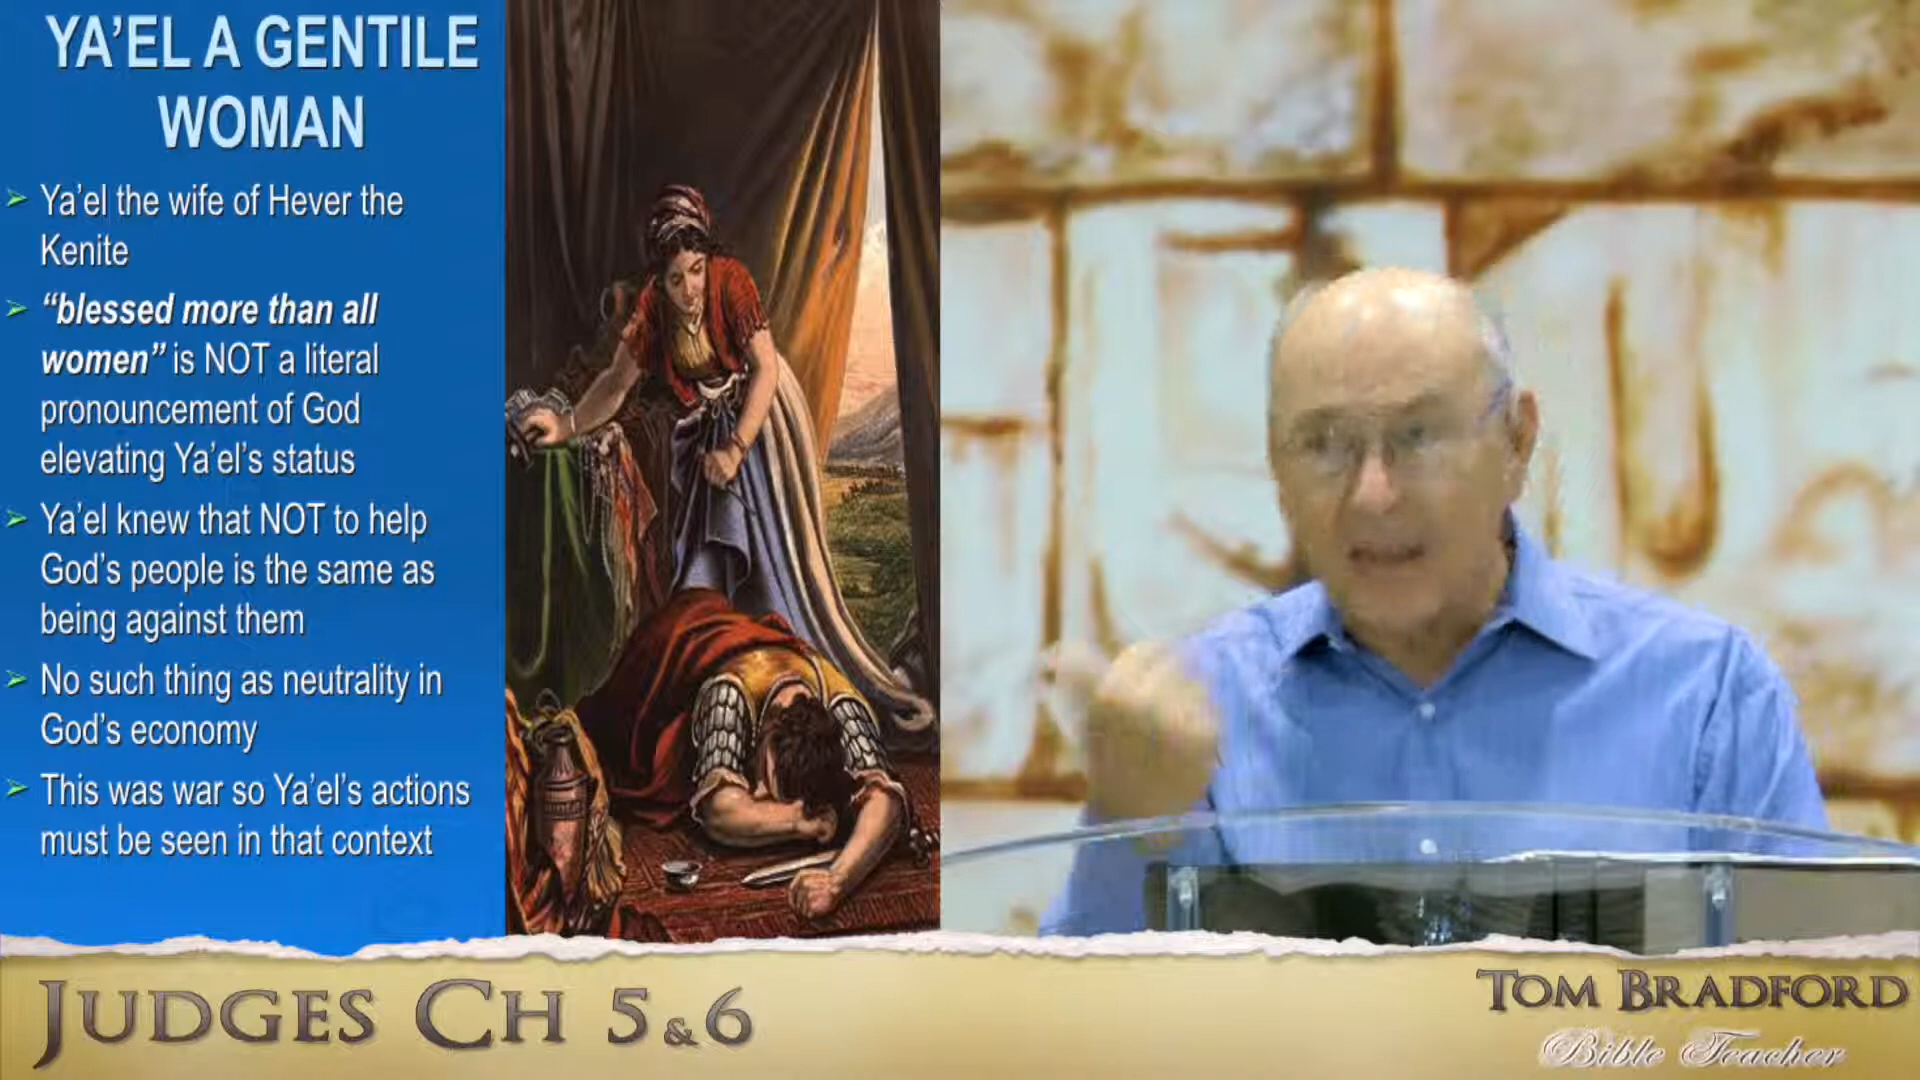 YA’EL A GENTILE
WOMAN
➢ Ya’el the wife of Hever the
Kenite
➢ “blessed more than all
women” is NOT a literal
pronouncement of God
elevating Ya’el’s status
➢ Ya’el knew that NOT to help
God’s people is the same as
being against them
➢ No such thing as neutrality in
God’s economy
➢ This was war so Ya’el’s actions
must be seen in that context
JUDGES CH 5&6
TOM BRADFORD
Bible Teacher